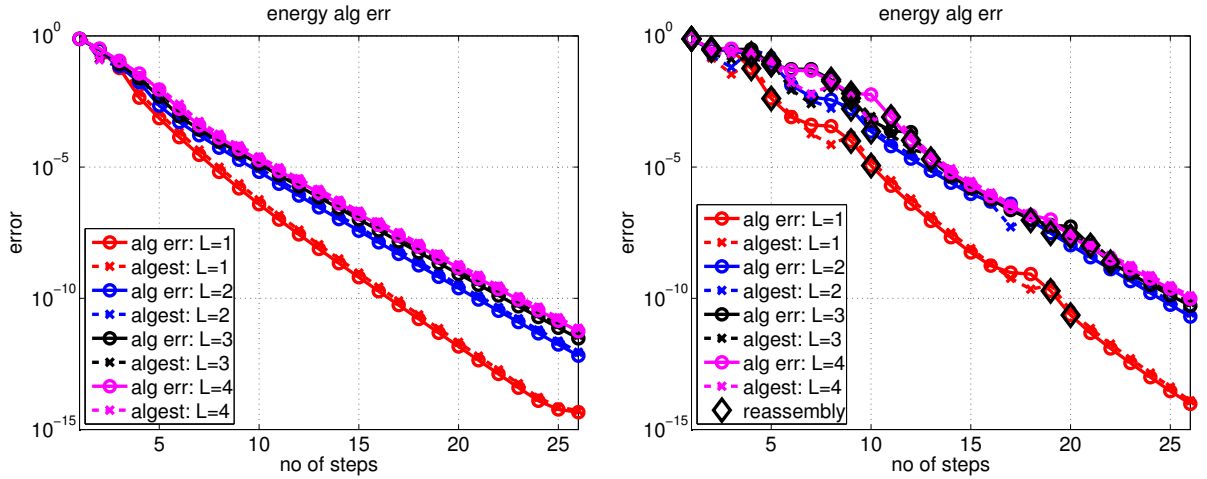 energy alg err
10^0
10^-5
10^-10
10^-15
error
alg err: L=1
algest: L=1
alg err: L=2
algest: L=2
alg err: L=3
algest: L=3
alg err: L=4
algest: L=4
5 10 15 20 25
no of steps
energy alg err
10^0
10^-5
10^-10
10^-15
error
alg err: L=1
algest: L=1
alg err: L=2
algest: L=2
alg err: L=3
algest: L=3
alg err: L=4
algest: L=4
reassembly
5 10 15 20 25
no of steps